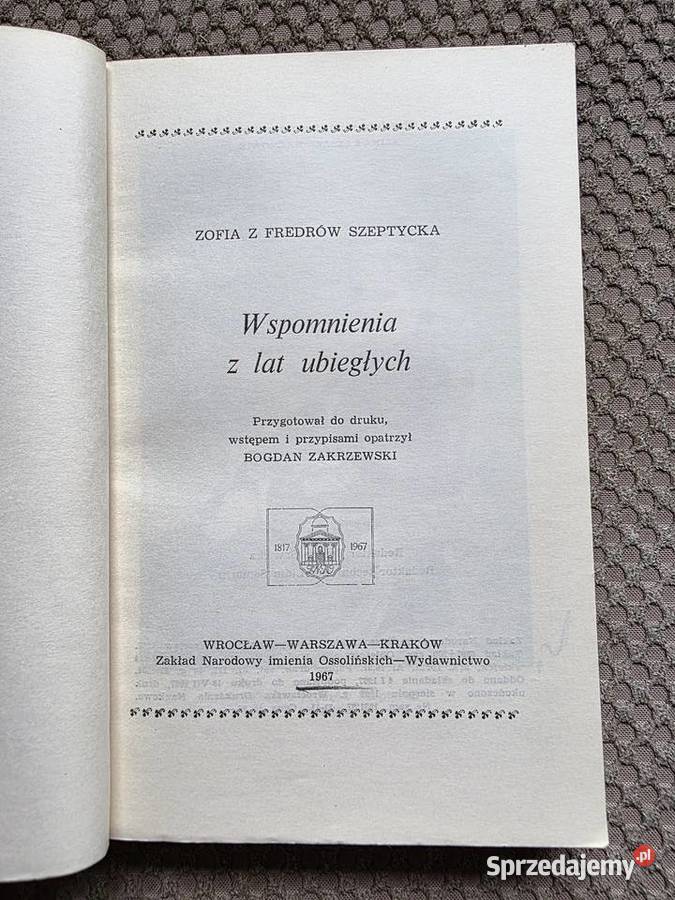 ZOFIA Z FREDRÓW SZEPTYCKA
Wspomnienia
z lat ubiegłych
Przygotował do druku,
wstępem i przypisami opatrzył
BOGDAN ZAKRZEWSKI
1817 1967
WROCŁAW—WARSZAWA—KRAKÓW
Zakład Narodowy imienia Ossolińskich—Wydawnictwo
1967
Sprzedajemy.pl